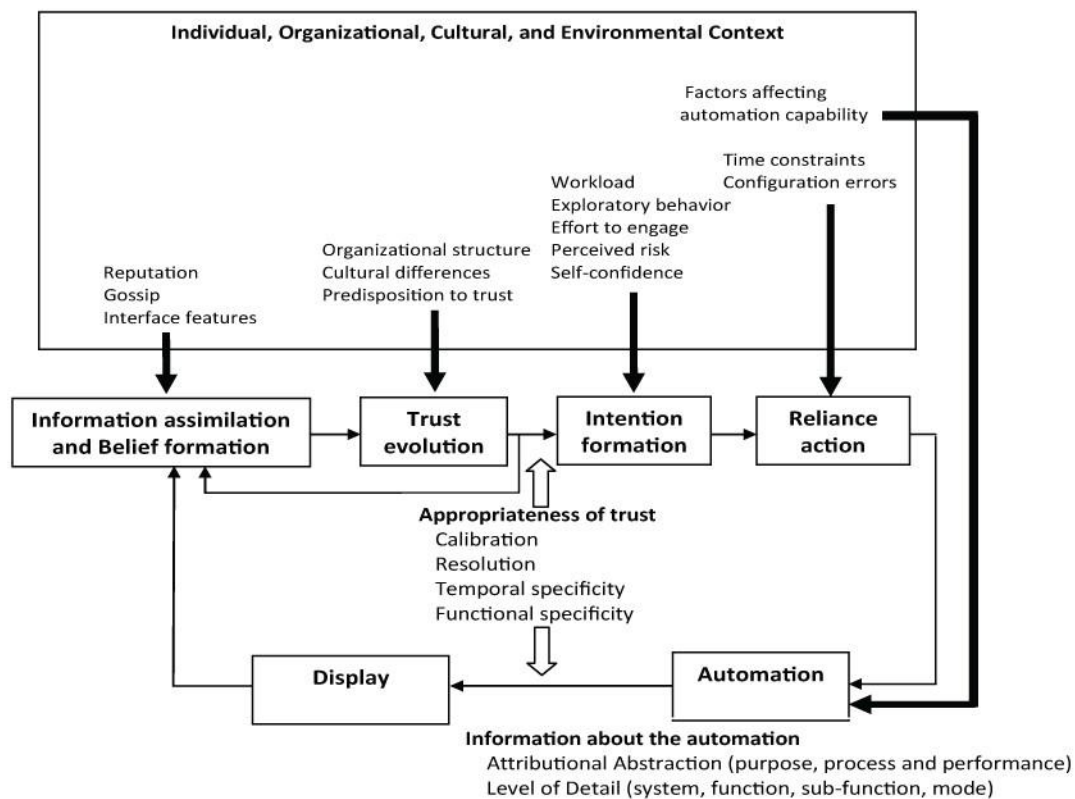 Individual, Organizational, Cultural, and Environmental Context
Factors affecting
automation capability
Time constraints
Configuration errors
Workload
Exploratory behavior
Effort to engage
Perceived risk
Self-confidence
Organizational structure
Cultural differences
Predisposition to trust
Reputation
Gossip
Interface features
Information assimilation
and Belief formation
Trust
evolution
Intention
formation
Reliance
action
Appropriateness of trust
Calibration
Resolution
Temporal specificity
Functional specificity
Display
Automation
Information about the automation
Attributional Abstraction (purpose, process and performance)
Level of Detail (system, function, sub-function, mode)